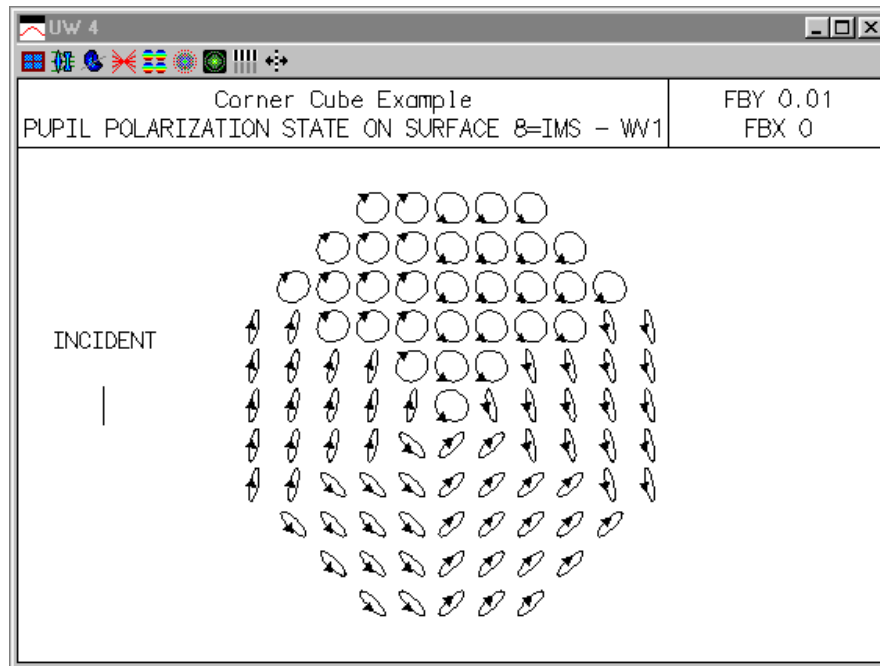 UW 4
Corner Cube Example
PUPIL POLARIZATION STATE ON SURFACE 8=IMS - WV1
FBY 0.01
FBX 0
INCIDENT